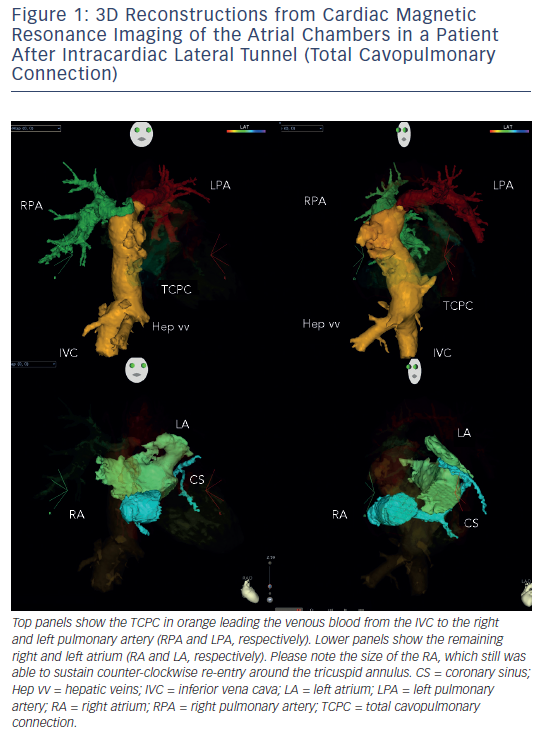 Figure 1: 3D Reconstructions from Cardiac Magnetic
Resonance Imaging of the Atrial Chambers in a Patient
After Intracardiac Lateral Tunnel (Total Cavopulmonary
Connection)
LAT
LAT
RPA
LPA
RPA
LPA
TCPC
TCPC
Hep vv
Hep vv
IVC
IVC
LA
LA
CS
RA
RA
CS
Top panels show the TCPC in orange leading the venous blood from the IVC to the right
and left pulmonary artery (RPA and LPA, respectively). Lower panels show the remaining
right and left atrium (RA and LA, respectively). Please note the size of the RA, which still was
able to sustain counter-clockwise re-entry around the tricuspid annulus. CS = coronary sinus;
Hep vv = hepatic veins; IVC = inferior vena cava; LA = left atrium; LPA = left pulmonary
artery; RA = right atrium; RPA = right pulmonary artery; TCPC = total cavopulmonary
connection.